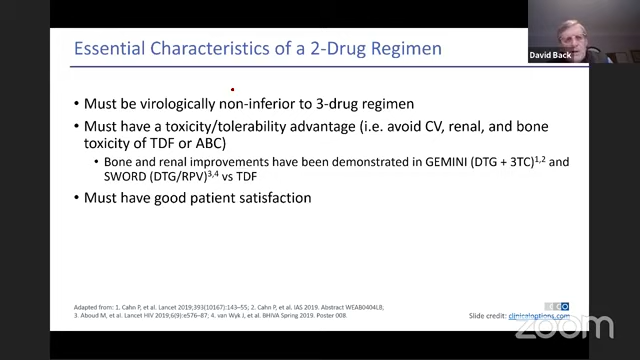 Essential Characteristics of a 2-Drug Regimen
David Back
• Must be virologically non-inferior to 3-drug regimen
• Must have a toxicity/tolerability advantage (i.e. avoid CV, renal, and bone
toxicity of TDF or ABC)
• Bone and renal improvements have been demonstrated in GEMINI (DTG + 3TC)1,2 and
SWORD (DTG/RPV)3,4 vs TDF
• Must have good patient satisfaction
Adapted from: 1. Cahn P, et al. Lancet 2019;393(10167):143–55; 2. Cahn P, et al. IAS 2019. Abstract WEAB0404LB,
3. Aboud M, et al. Lancet HIV 2019;6(9):e576–87; 4. van Wyk J, et al. BHIVA Spring 2019. Poster 008.
Slide credit: clinicaloptions.com
zoom